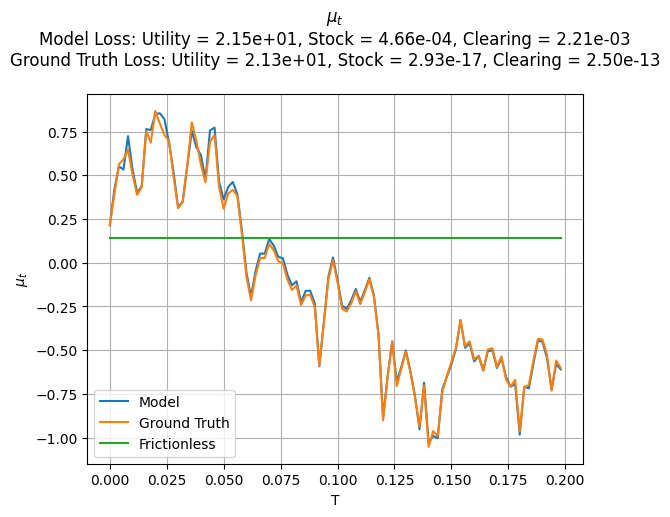 μt
Model Loss: Utility = 2.15e+01, Stock = 4.66e-04, Clearing = 2.21e-03
Ground Truth Loss: Utility = 2.13e+01, Stock = 2.93e-17, Clearing = 2.50e-13
0.75
0.50
0.25
0.00
−0.25
−0.50
−0.75
−1.00
μt
Model
Ground Truth
Frictionless
0.000 0.025 0.050 0.075 0.100 0.125 0.150 0.175 0.200
T